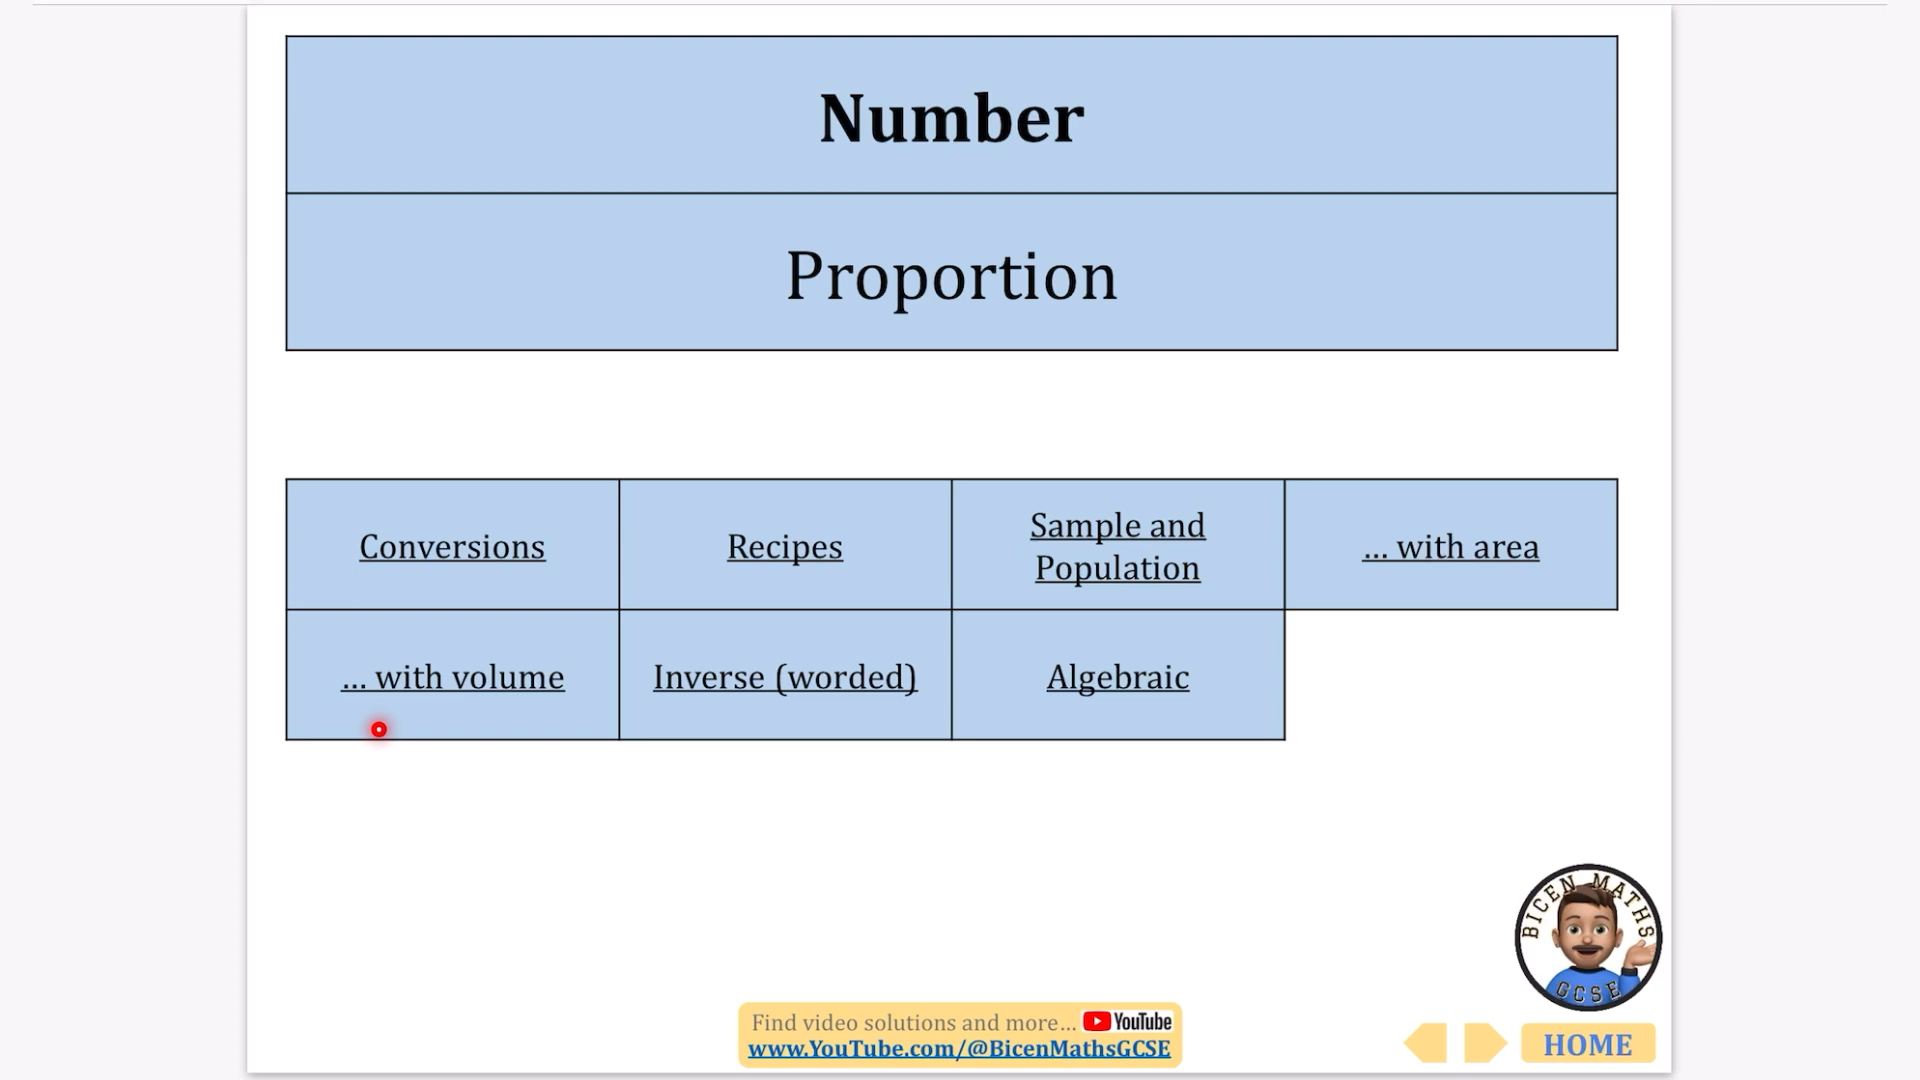 Number
Proportion
Conversions
Recipes
Sample and
Population
... with area
... with volume
Inverse (worded)
Algebraic
BICEN MATHS
GCSE
Find video solutions and more... YouTube
www.YouTube.com/@BicenMathsGCSE
HOME